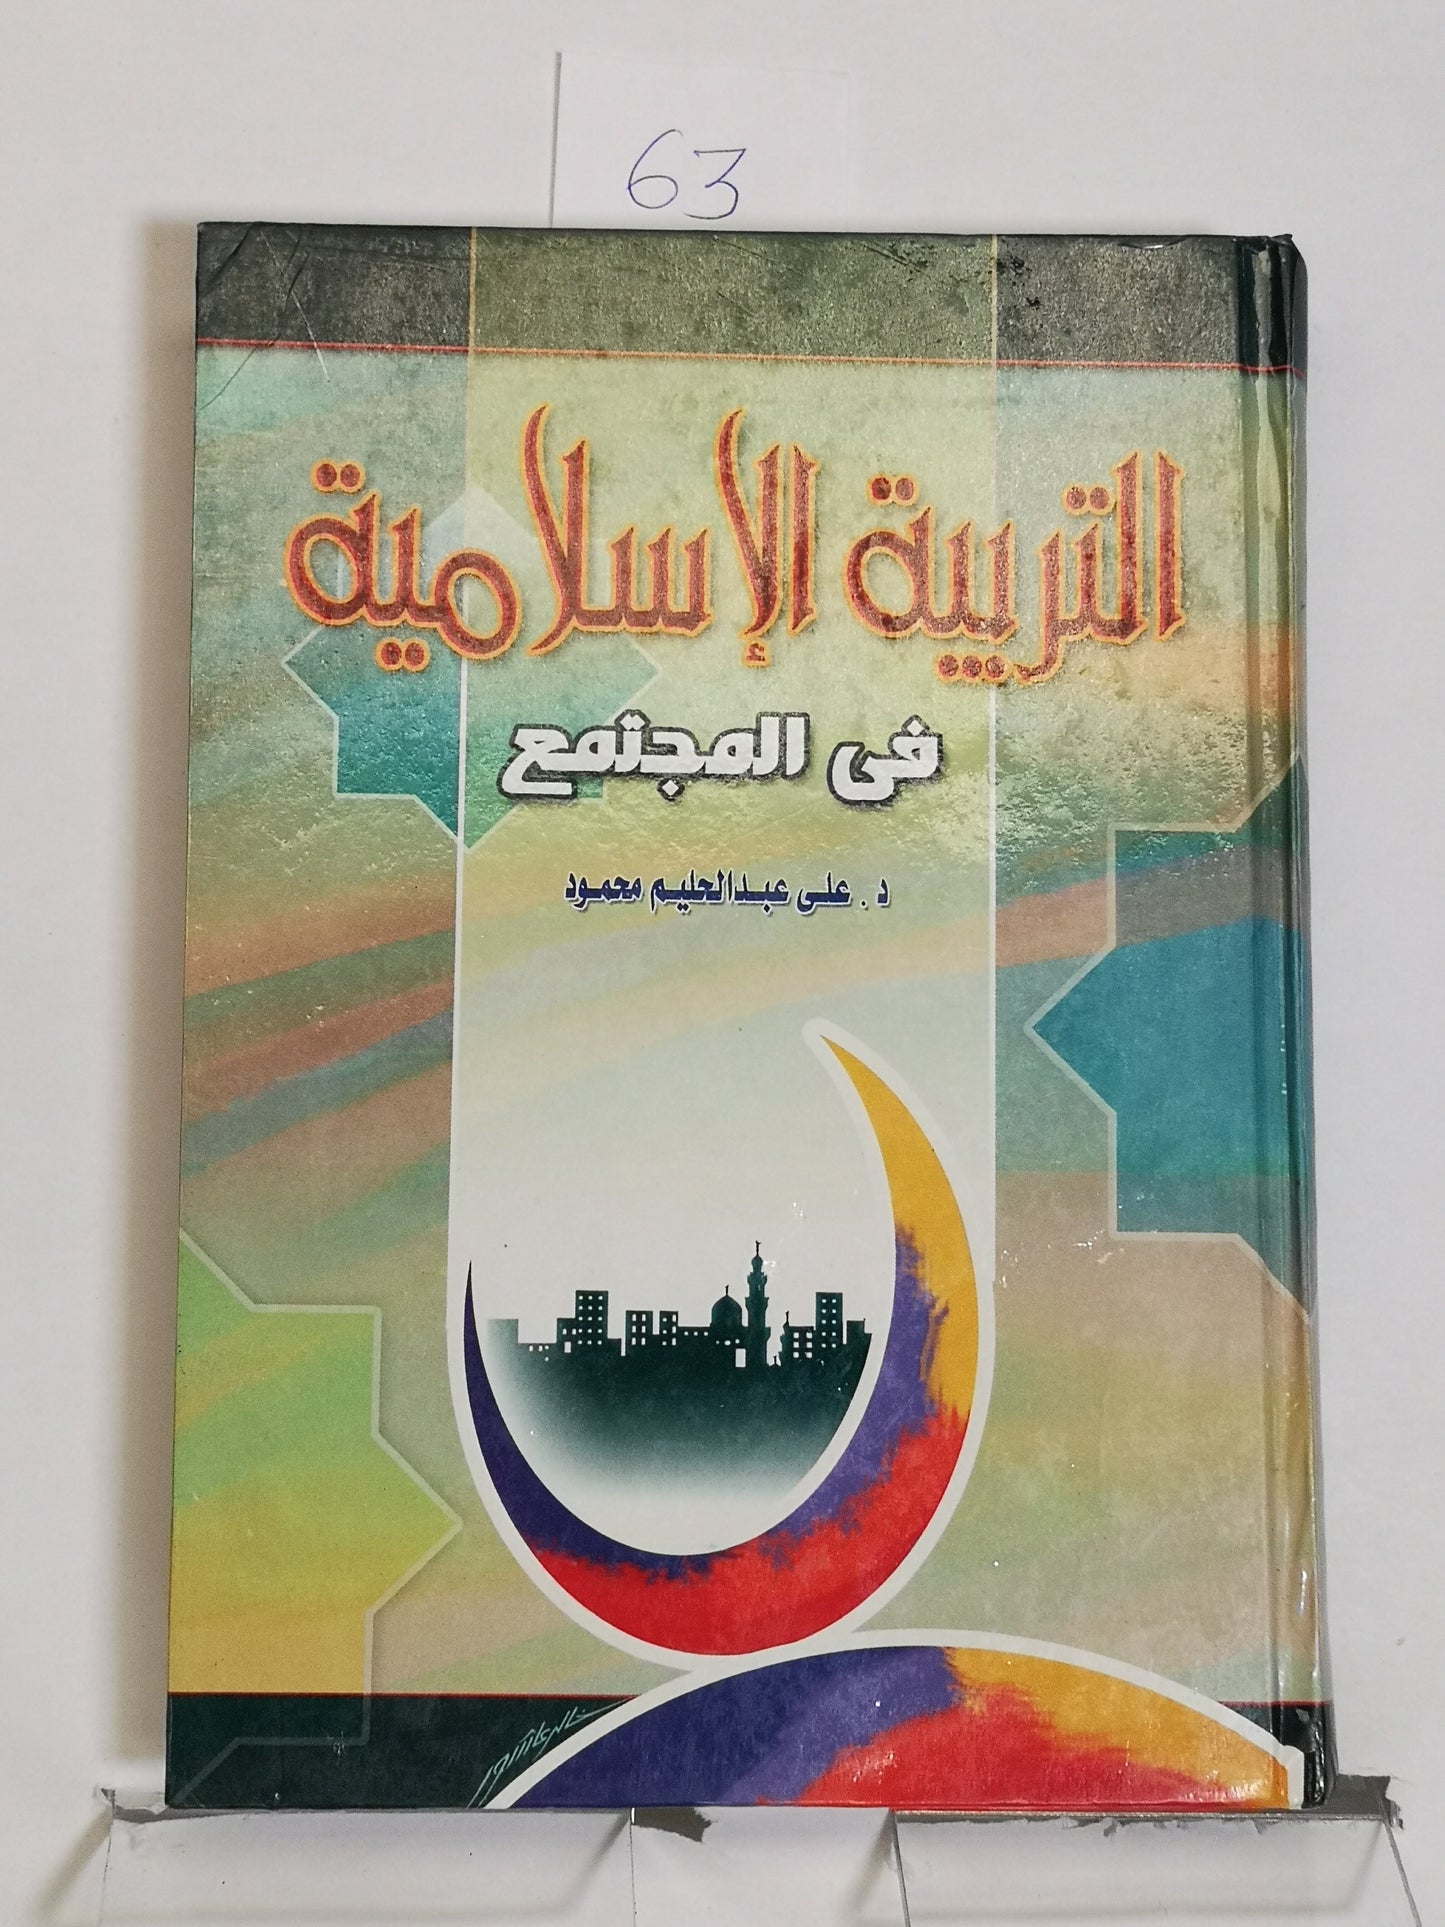 63
التربية الإسلامية
فى المجتمع
د. على عبدالحليم محمود